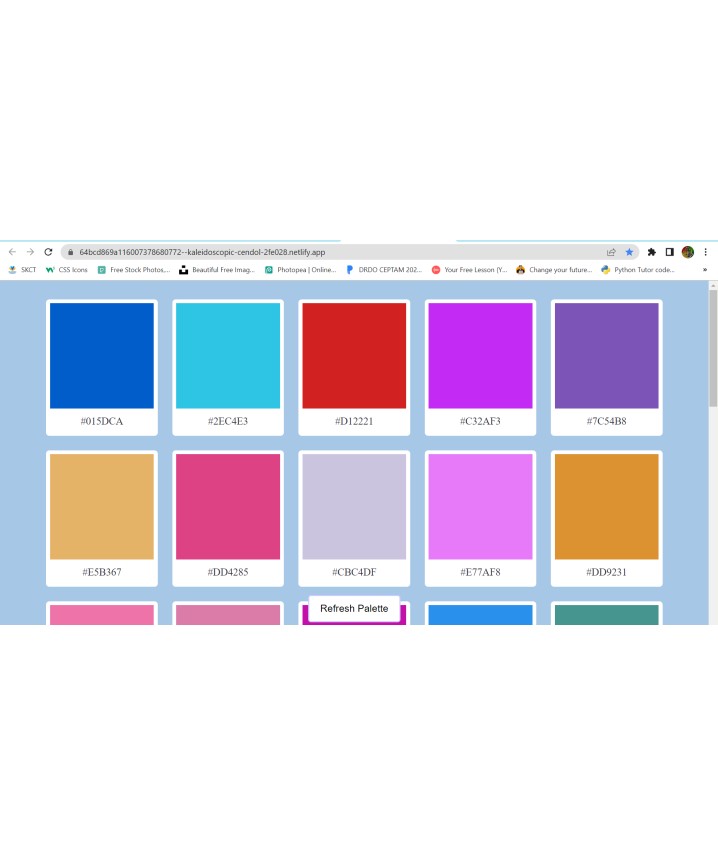 64bcd869a116007378680772--kaleidoscopic-cendol-2fe028.netlify.app
SKCT CSS Icons Free Stock Photos,... Beautiful Free Imag... Photopea | Online... DRDO CEPTAM 202... Your Free Lesson (Y... Change your future... Python Tutor code... »
#015DCA #2EC4E3 #D12221 #C32AF3 #7C54B8
#E5B367 #DD4285 #CBC4DF #E77AF8 #DD9231
Refresh Palette